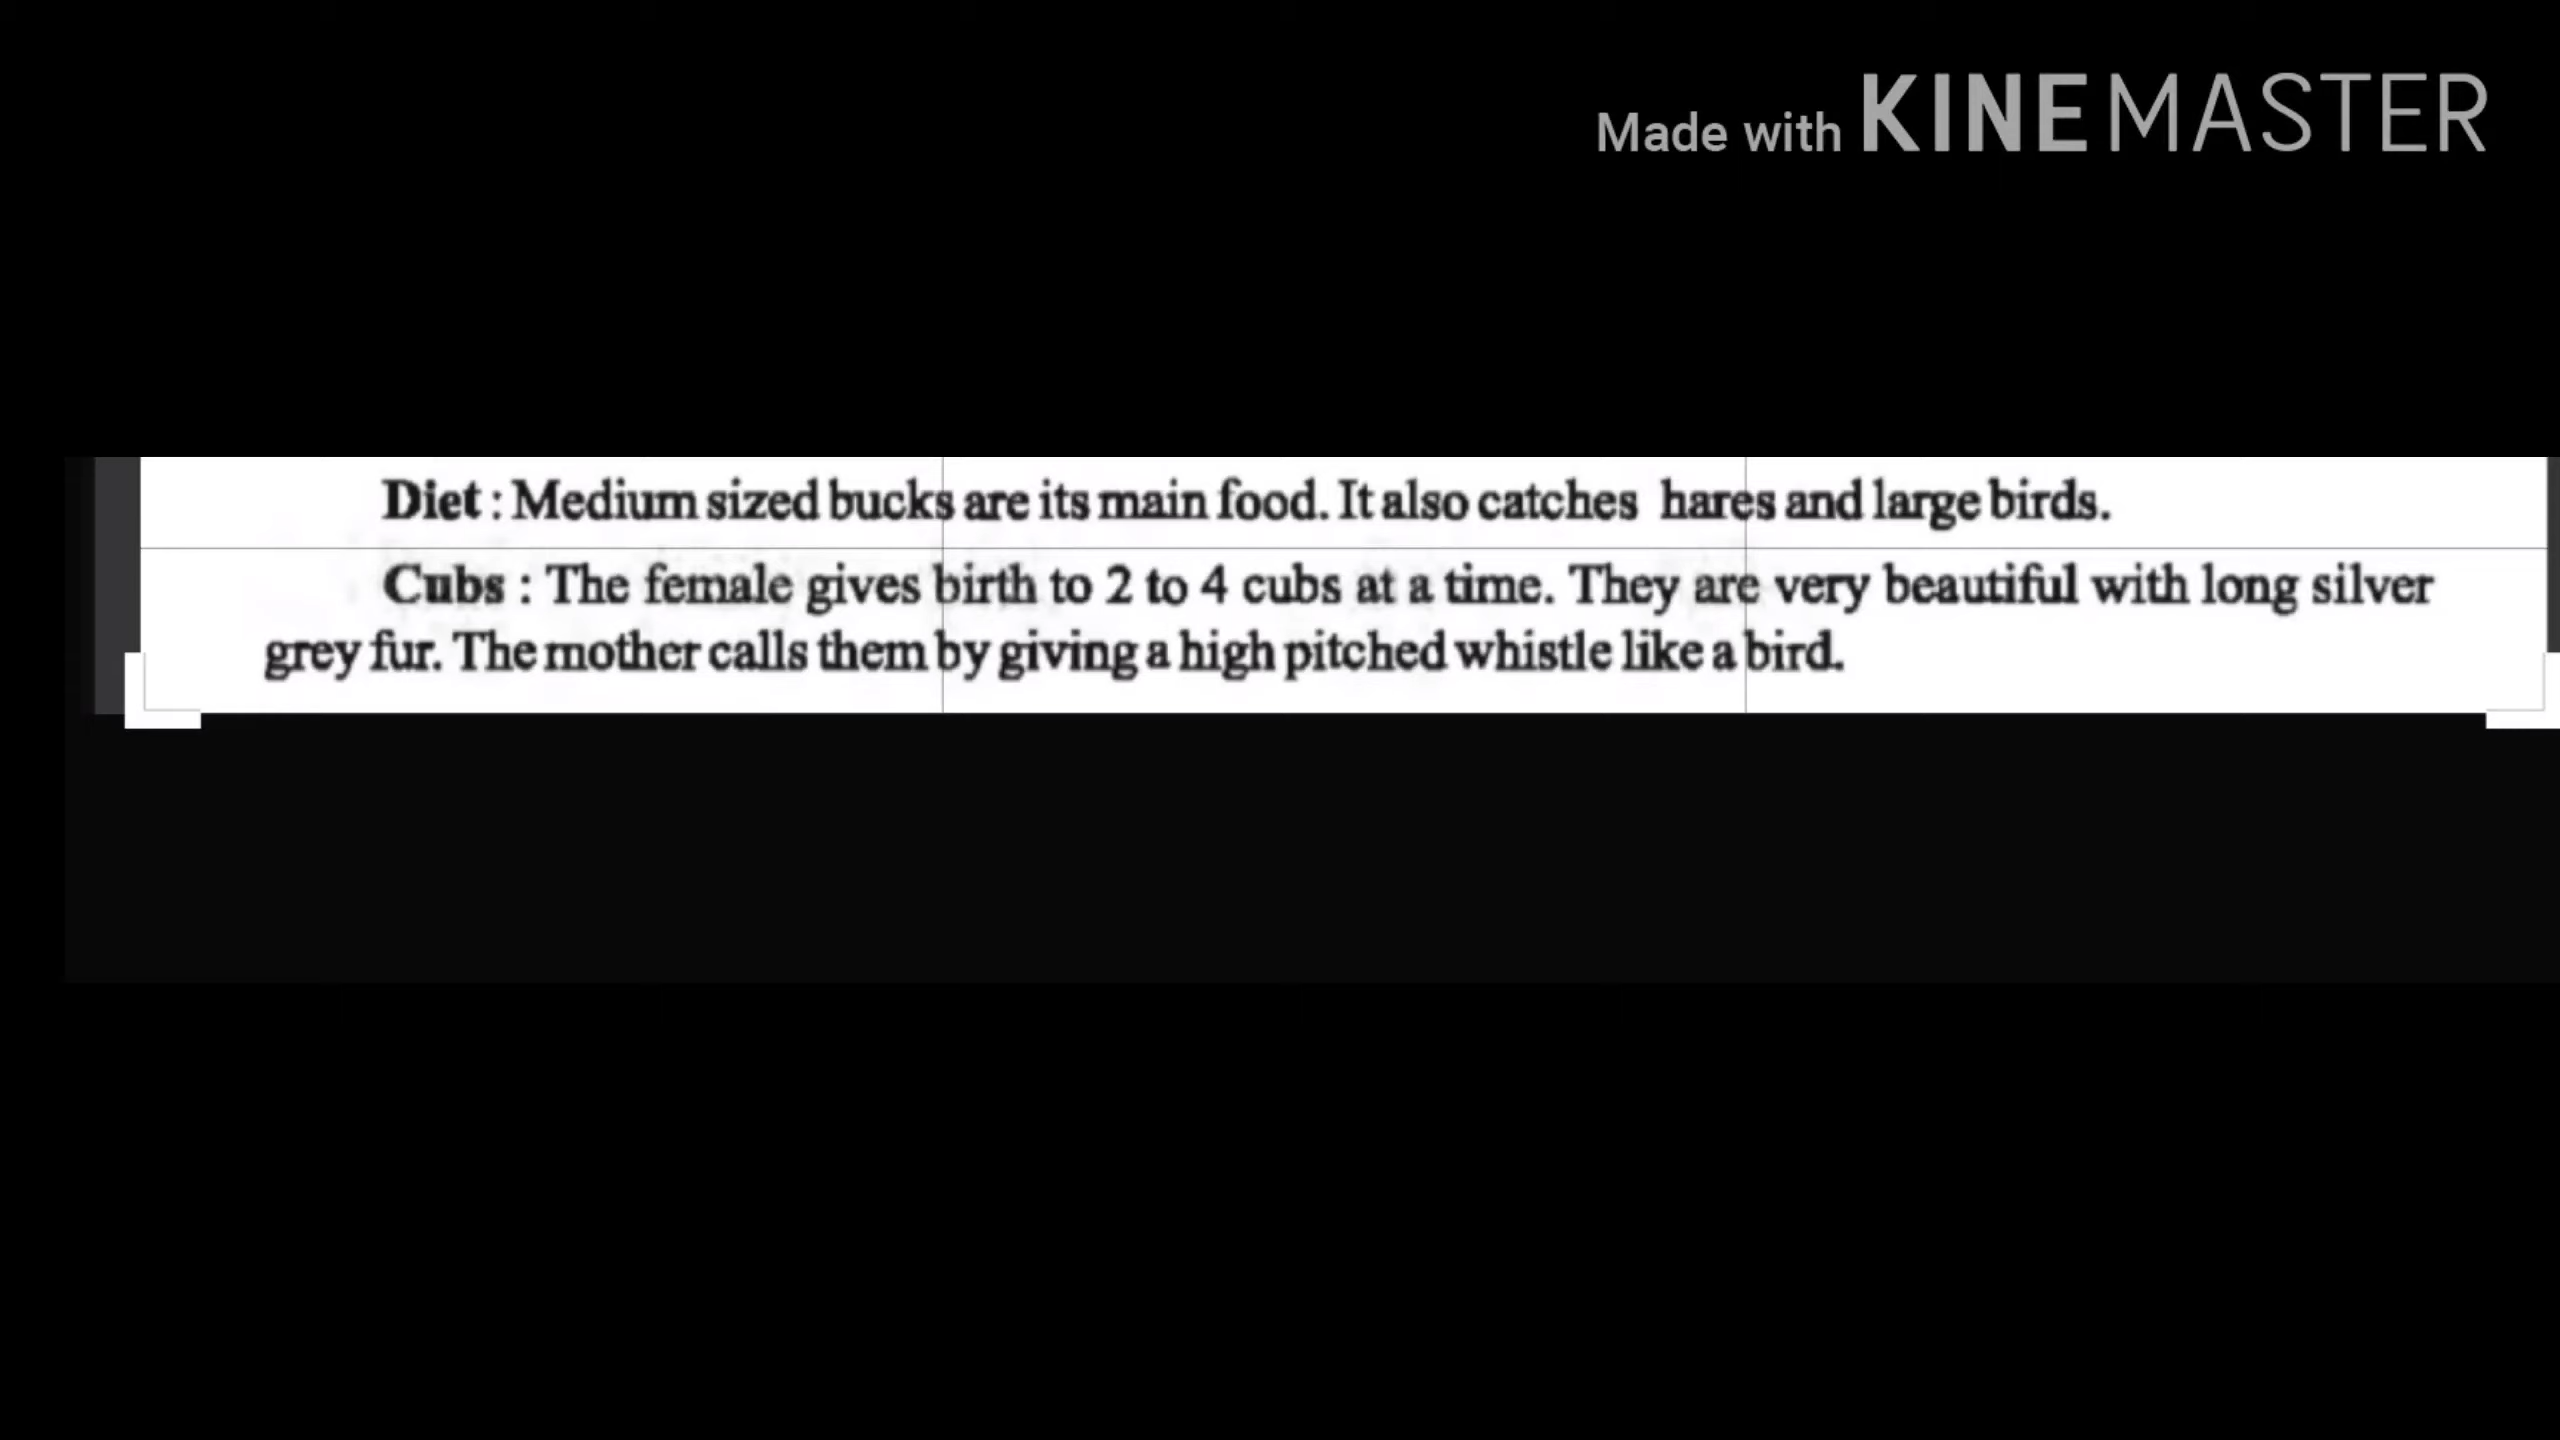 Made with KINEMASTER
Diet : Medium sized bucks are its main food. It also catches hares and large birds.
Cubs : The female gives birth to 2 to 4 cubs at a time. They are very beautiful with long silver
grey fur. The mother calls them by giving a high pitched whistle like a bird.